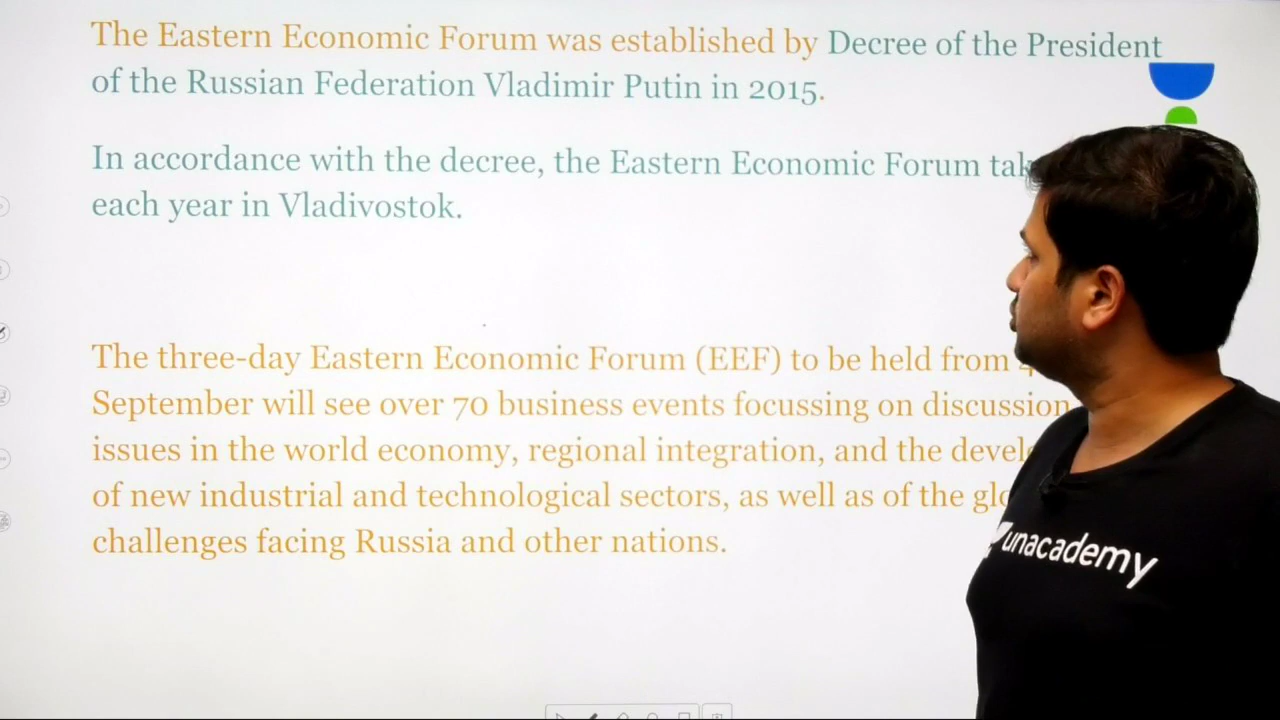 The Eastern Economic Forum was established by Decree of the President
of the Russian Federation Vladimir Putin in 2015.
In accordance with the decree, the Eastern Economic Forum
each year in Vladivostok.
The three-day Eastern Economic Forum (EEF) to be held from
September will see over 70 business events focussing on discussion
issues in the world economy, regional integration, and the
of new industrial and technological sectors, as well as of the
challenges facing Russia and other nations.
unacademy